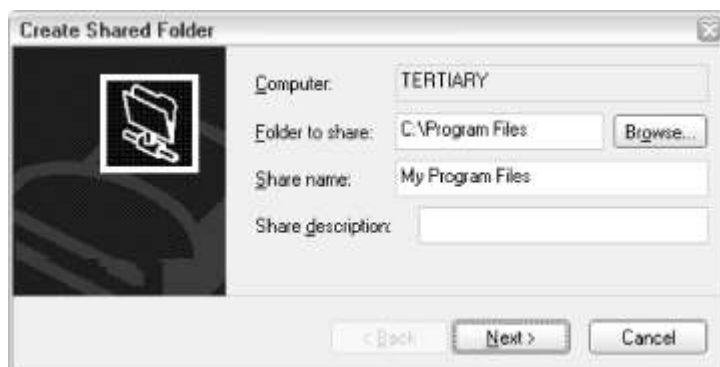 Create Shared Folder
Computer: TERTIARY
Folder to share: C:\Program Files Browse...
Share name: My Program Files
Share description:
< Back Next > Cancel